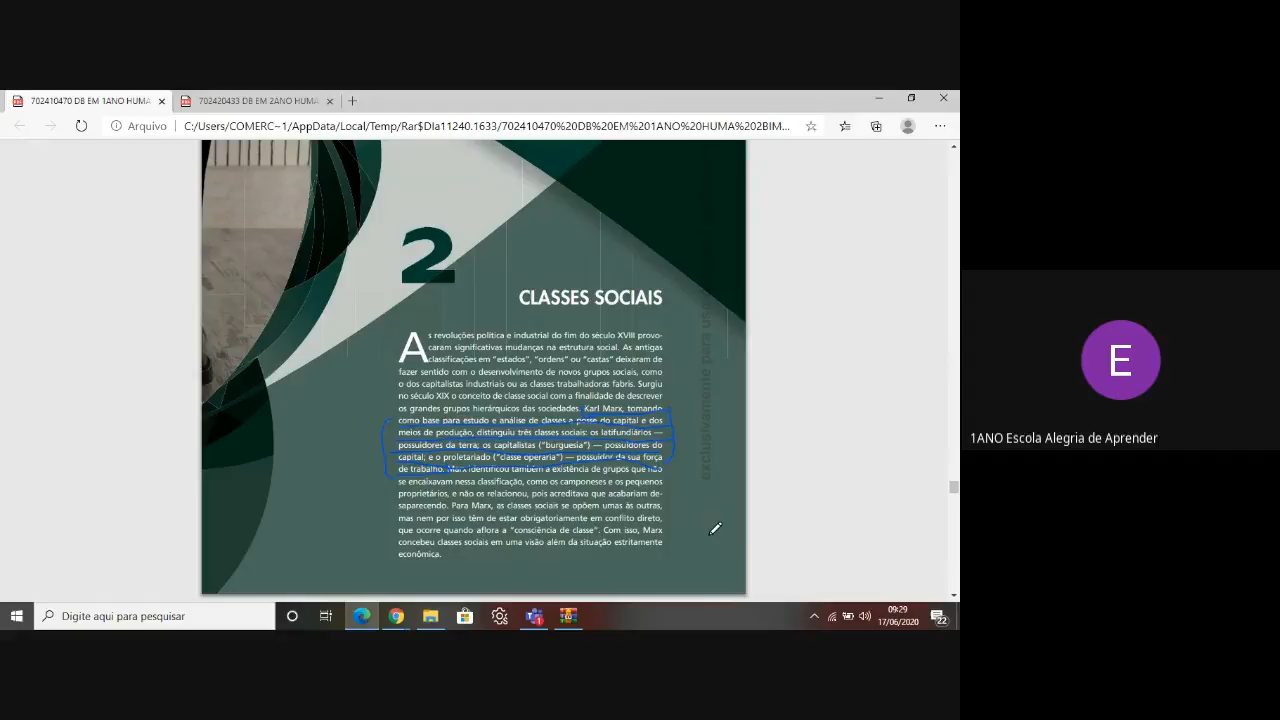 702410470 DB EM 1ANO HUMA
702420433 DB EM 2ANO HUMA
Arquivo
C:/Users/COMERC~1/AppData/Local/Temp/Rar$DIa11240.1633/702410470%20DB%20EM%201ANO%20HUMA%202BIM...
2
CLASSES SOCIAIS
As revoluções política e industrial do fim do século XVIII provo-
caram significativas mudanças na estrutura social. As antigas
classificações em “estados”, “ordens” ou “castas” deixaram de
fazer sentido com o desenvolvimento de novos grupos sociais, como
o dos capitalistas industriais ou as classes trabalhadoras fabris. Surgiu
no século XIX o conceito de classe social com a finalidade de descrever
os grandes grupos hierárquicos das sociedades. Karl Marx, tomando
como base para estudo e análise de classes a posse do capital e dos
meios de produção, distinguiu três classes sociais: os latifundiários —
possuidores da terra; os capitalistas (“burguesia”) — possuidores do
capital; e o proletariado (“classe operaria”) — possuidor da sua força
de trabalho. Marx identificou também a existência de grupos que não
se encaixavam nessa classificação, como os camponeses e os pequenos
proprietários, e não os relacionou, pois acreditava que acabariam de-
saparecendo. Para Marx, as classes sociais se opõem umas às outras,
mas nem por isso têm de estar obrigatoriamente em conflito direto,
que ocorre quando aflora a “consciência de classe”. Com isso, Marx
concebeu classes sociais em uma visão além da situação estritamente
econômica.
exclusivamente para uso
E
1ANO Escola Alegria de Aprender
Digite aqui para pesquisar
1
09:29
17/06/2020
22